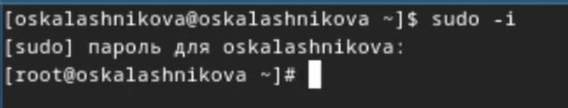 [oskalashnikova@oskalashnikova ~]$ sudo -i
[sudo] пароль для oskalashnikova:
[root@oskalashnikova ~]#